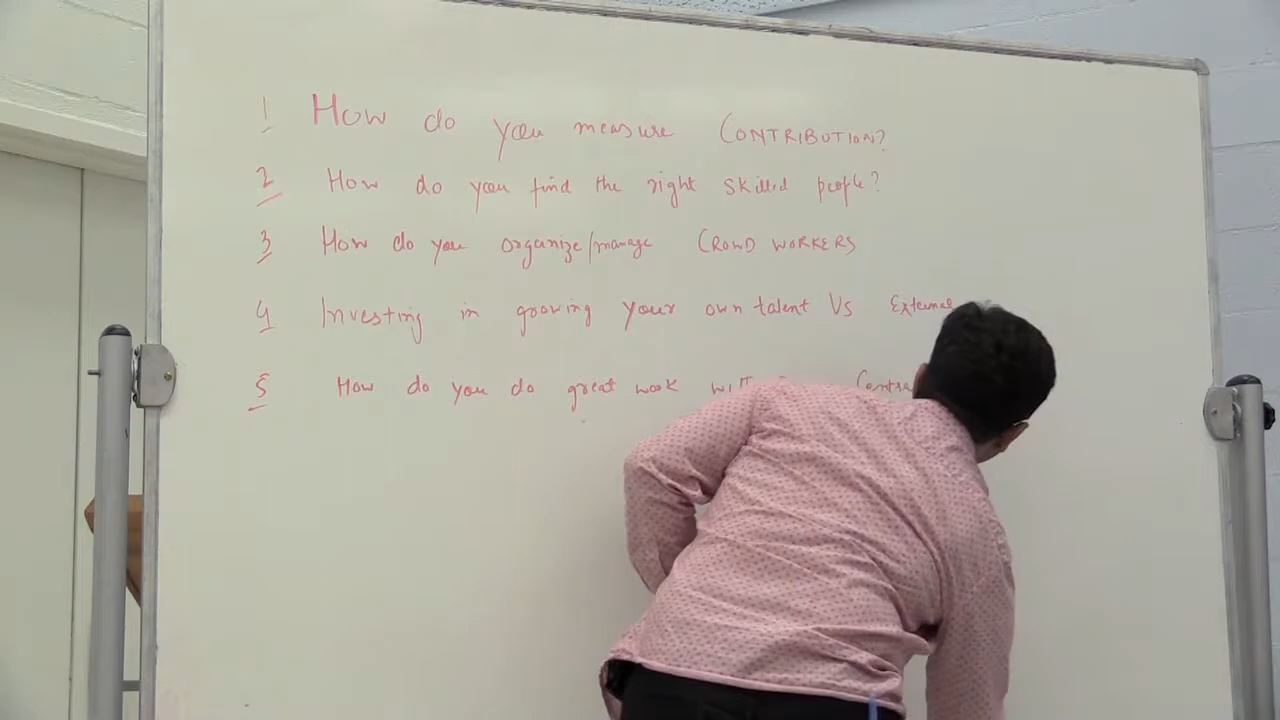 1 How do you measure CONTRIBUTION?
2 How do you find the right skilled people?
3 How do you organize/manage CROWD WORKERS
4 Investing in growing your own talent Vs External
5 How do you do great work